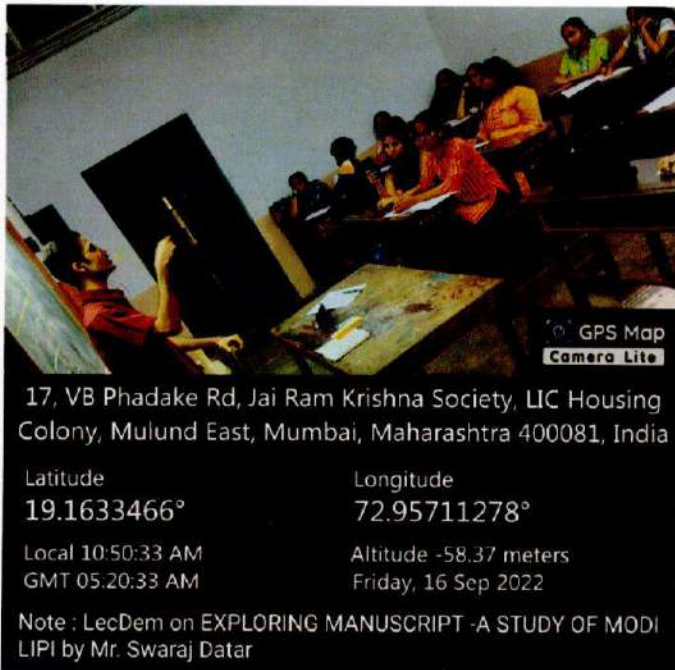 GPS Map
Camera Lite
17, VB Phadake Rd, Jai Ram Krishna Society, LIC Housing
Colony, Mulund East, Mumbai, Maharashtra 400081, India
Latitude
19.1633466°
Longitude
72.95711278°
Local 10:50:33 AM
GMT 05:20:33 AM
Altitude -58.37 meters
Friday, 16 Sep 2022
Note : LecDem on EXPLORING MANUSCRIPT -A STUDY OF MODI
LIPI by Mr. Swaraj Datar